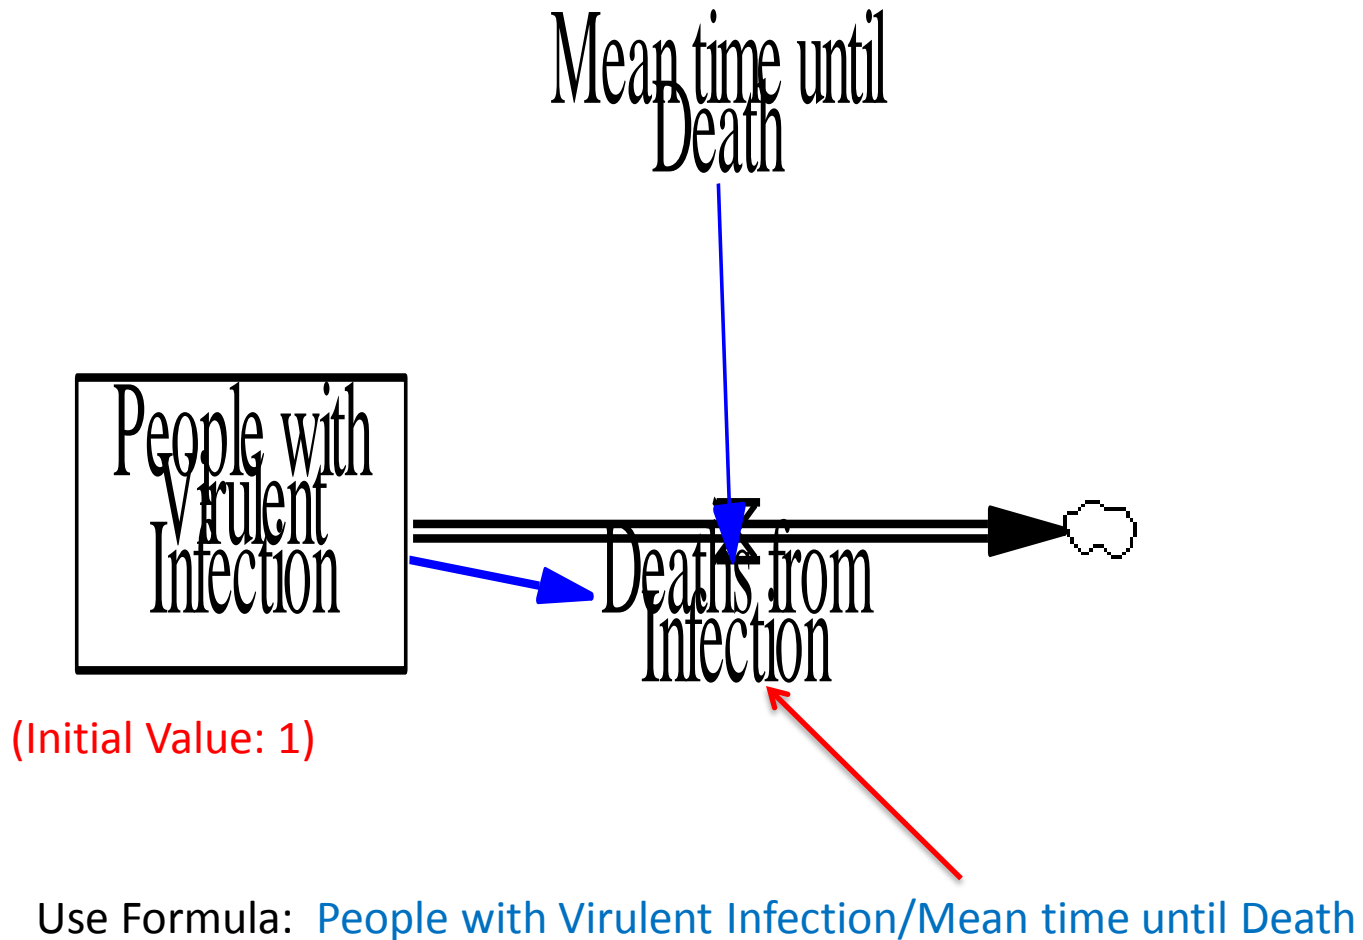 Mean time until
Death
People with
Virulent
Infection
Deaths from
Infection
(Initial Value: 1)
Use Formula: People with Virulent Infection/Mean time until Death